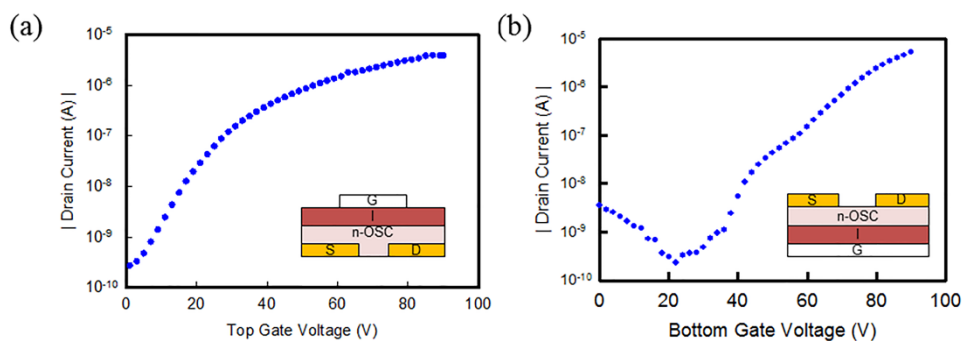 (a)
| Drain Current (A) |
10-5
10-6
10-7
10-8
10-9
10-10
0
20
40
60
80
100
Top Gate Voltage (V)
G
I
n-OSC
S
D
(b)
| Drain Current (A) |
10-5
10-6
10-7
10-8
10-9
10-10
0
20
40
60
80
100
Bottom Gate Voltage (V)
S
D
n-OSC
I
G